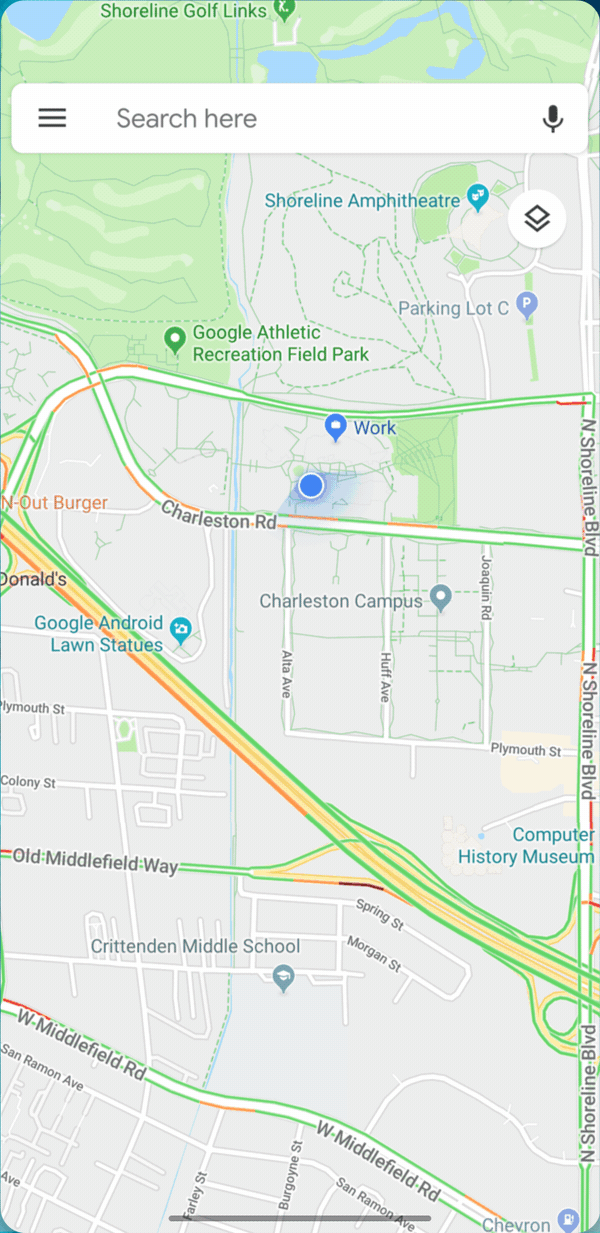 Shoreline Golf Links
Search here
Shoreline Amphitheatre
Parking Lot C
P
Google Athletic
Recreation Field Park
Work
N Shoreline Blvd
N-Out Burger
Charleston Rd
Donald's
Joaquin Rd
Charleston Campus
Google Android
Lawn Statues
Alta Ave
Huff Ave
N Shoreline Blvd
Plymouth St
Plymouth St
Colony St
Computer
History Museum
Old Middlefield Way
Spring St
Crittenden Middle School
Morgan St
W Middlefield Rd
N Shoreline Blvd
San Ramon Ave
W Middlefield Rd
Ave
Farley St
Burgoyne St
San Ramon Ave
Chevron